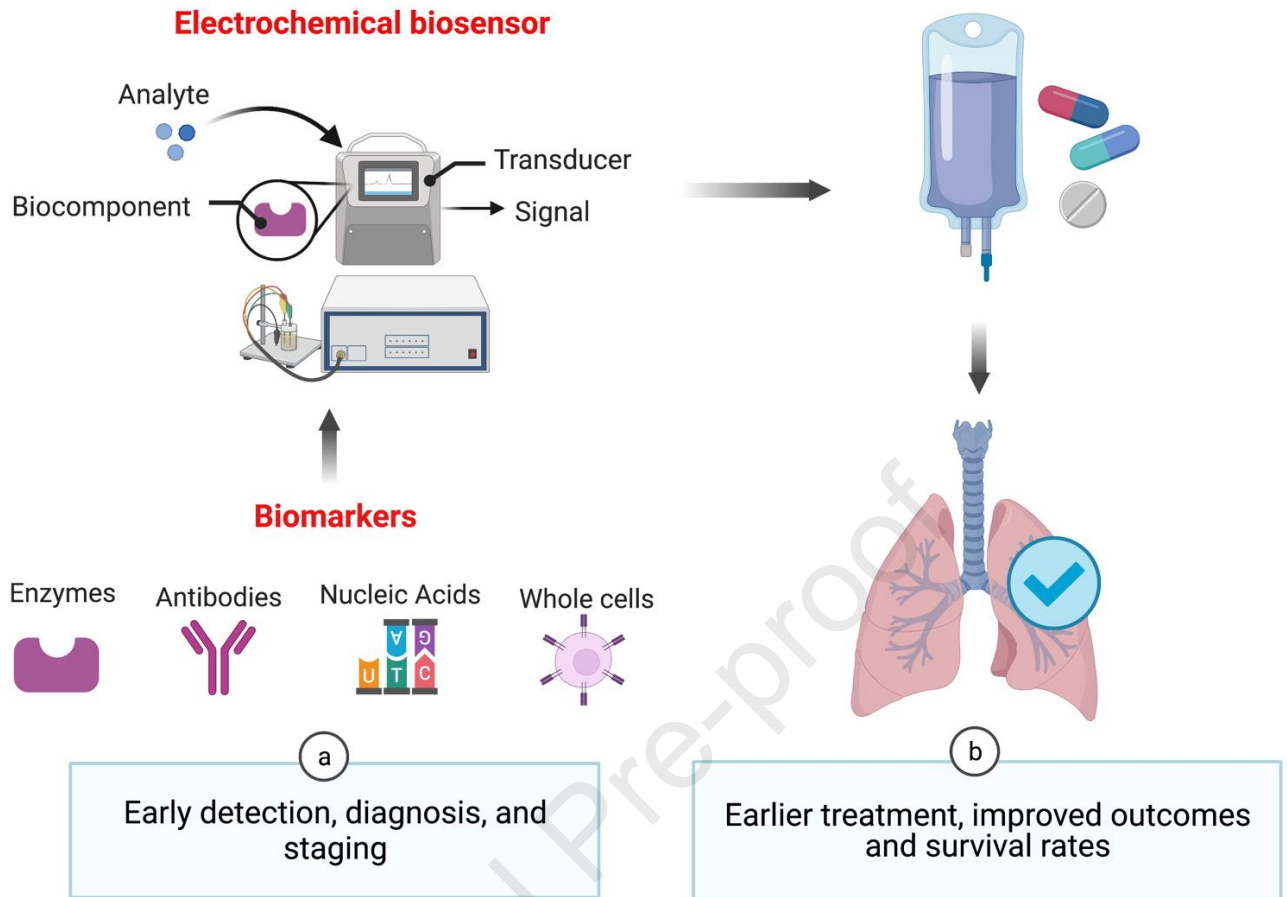 Electrochemical biosensor
Analyte
Transducer
Biocomponent
Signal
Biomarkers
Enzymes
Antibodies
Nucleic Acids
Whole cells
A G
U T C
a
Early detection, diagnosis, and
staging
b
Earlier treatment, improved outcomes
and survival rates
l Pre-proof